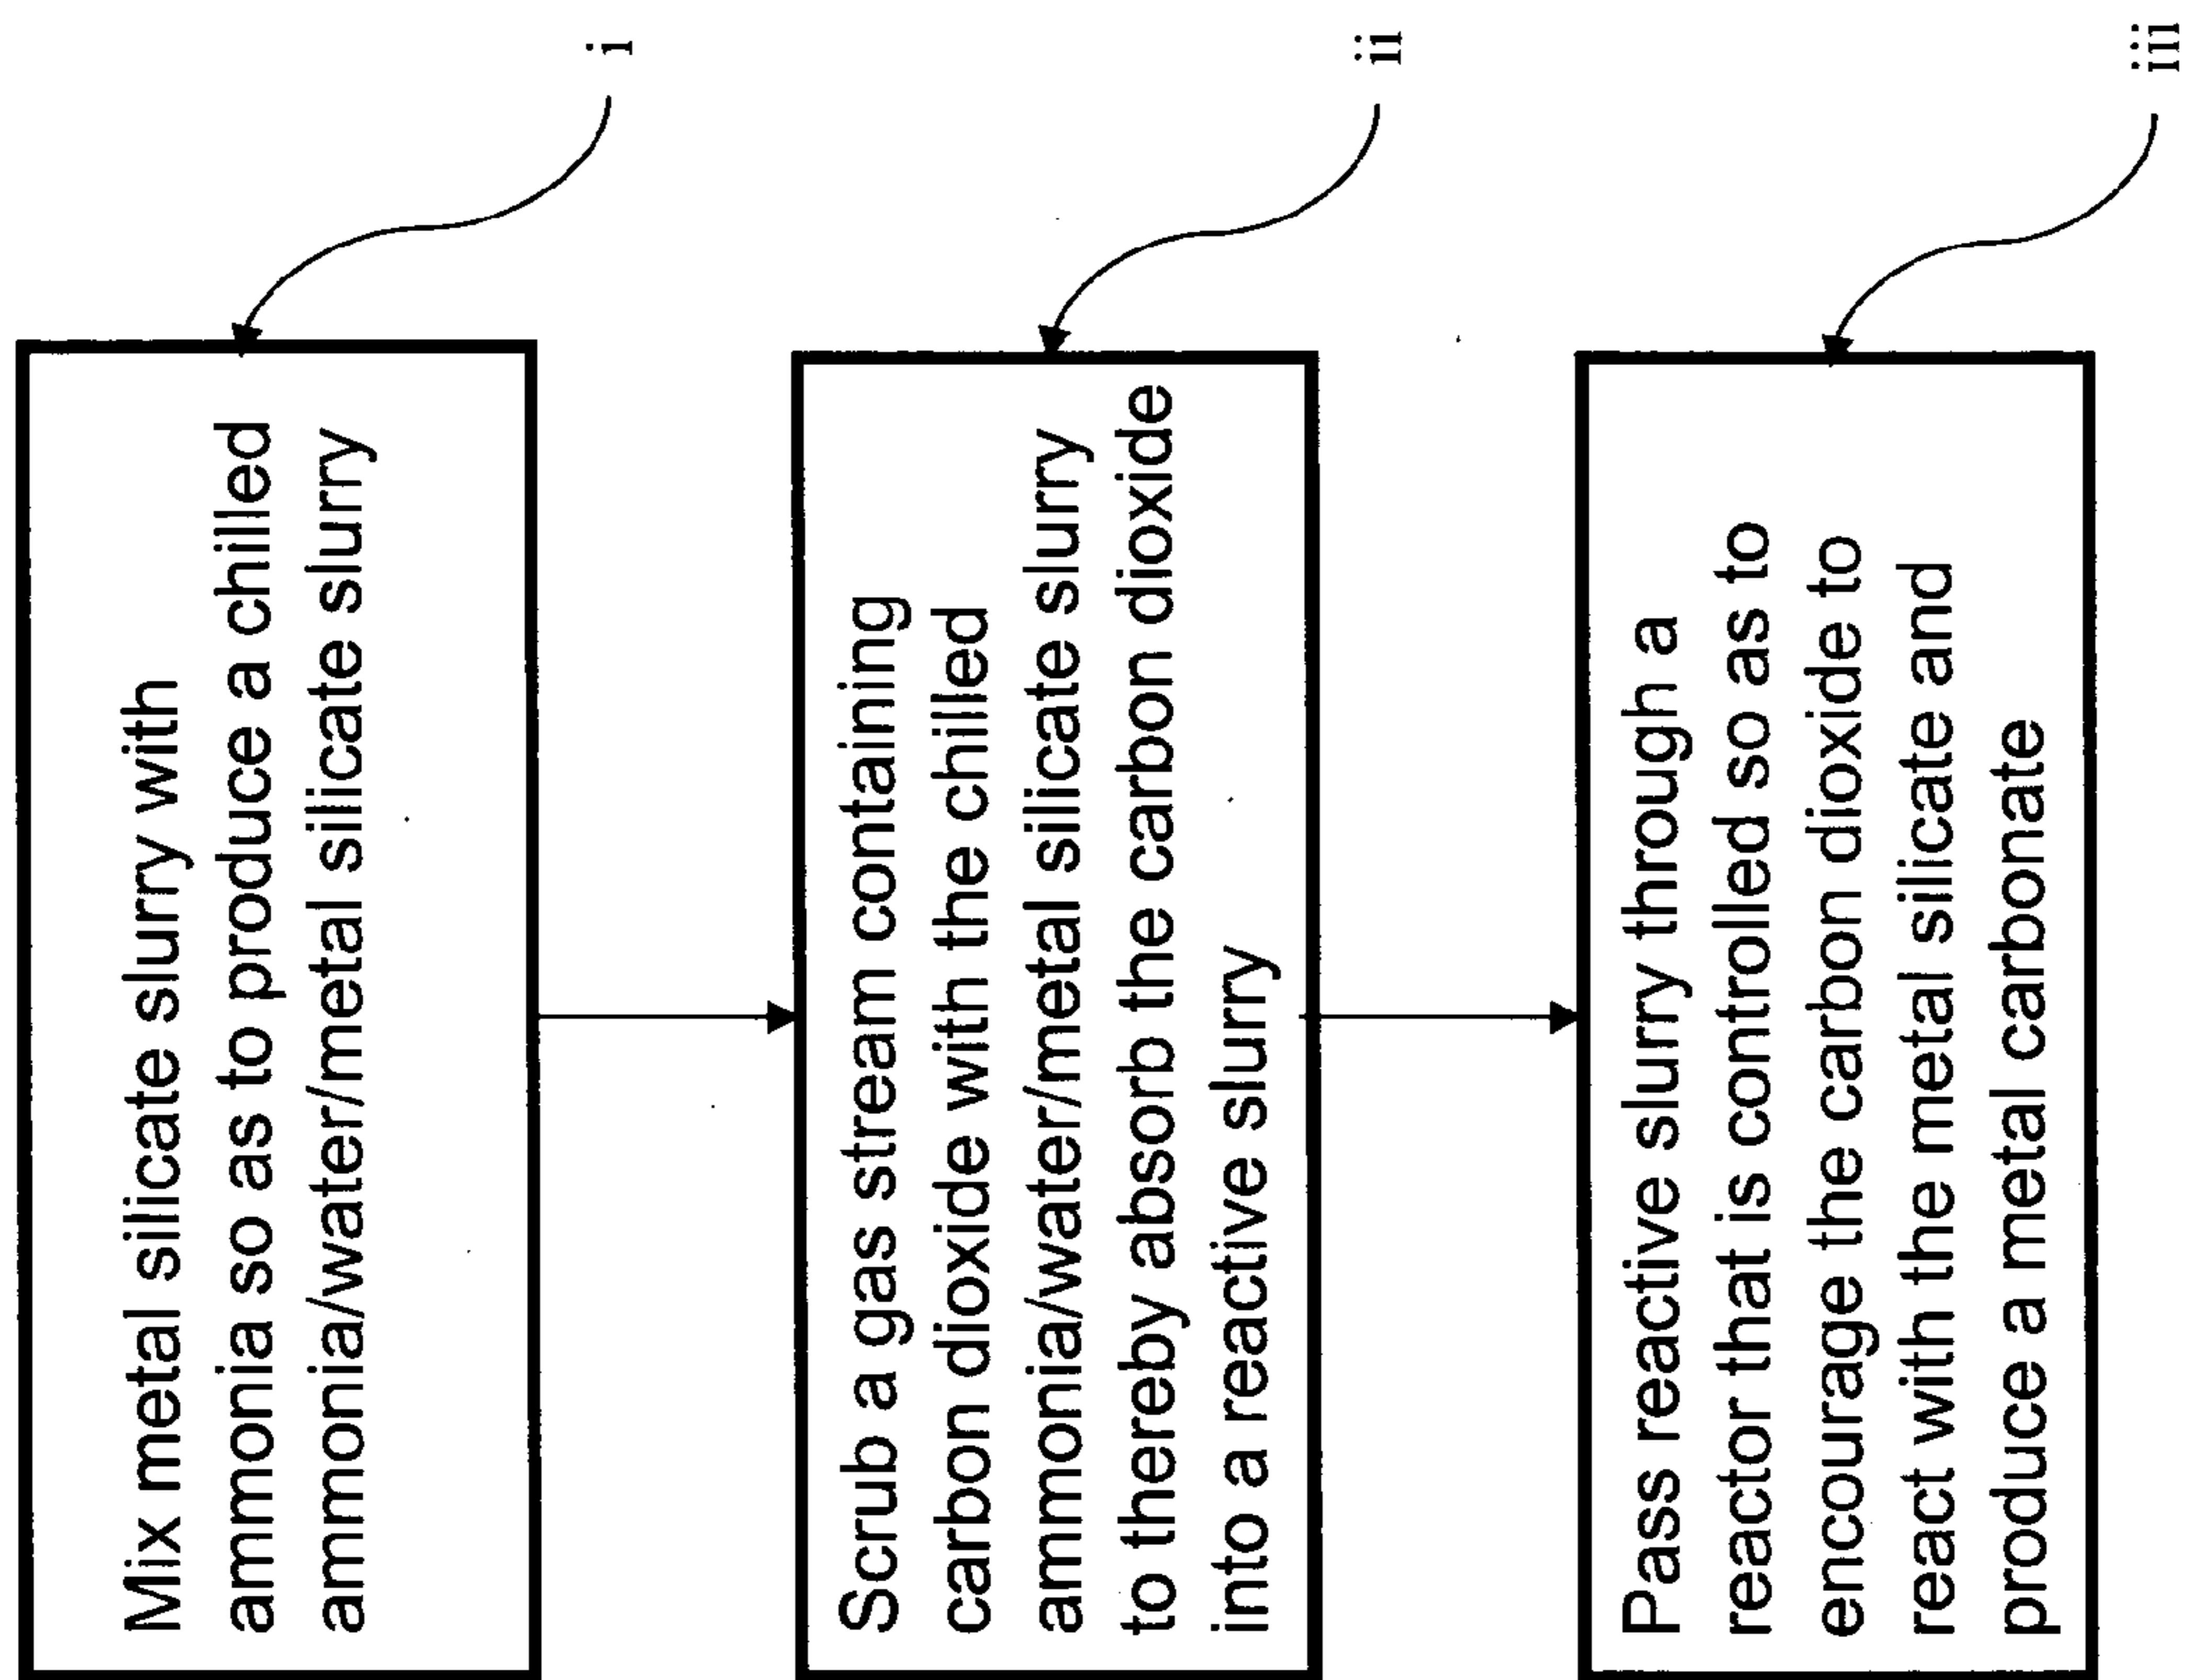 Mix metal silicate slurry with
ammonia so as to produce a chilled
ammonia/water/metal silicate slurry
i
Scrub a gas stream containing
carbon dioxide with the chilled
ammonia/water/metal silicate slurry
to thereby absorb the carbon dioxide
into a reactive slurry
ii
Pass reactive slurry through a
reactor that is controlled so as to
encourage the carbon dioxide to
react with the metal silicate and
produce a metal carbonate
iii